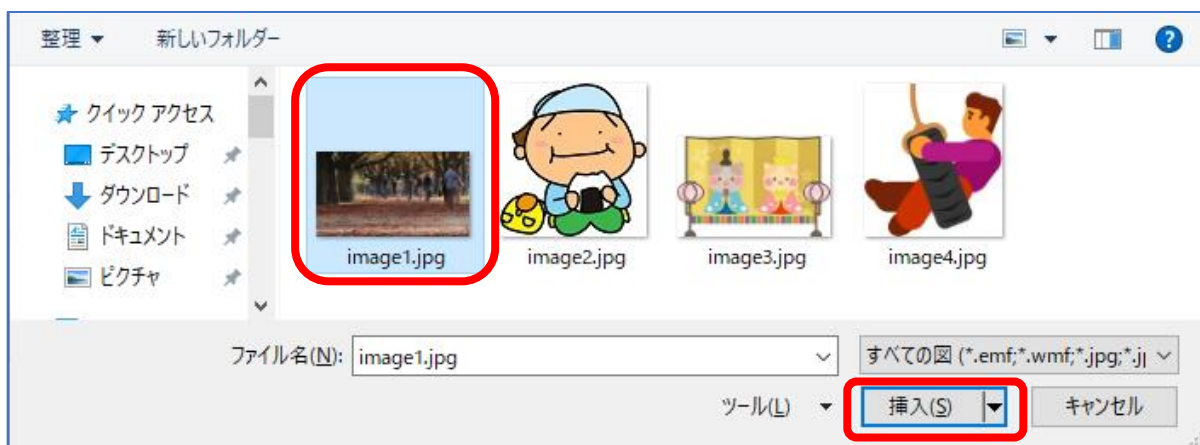 整理 ▼ 新しいフォルダー
クイック アクセス
デスクトップ
ダウンロード
ドキュメント
ピクチャ
image1.jpg image2.jpg image3.jpg image4.jpg
ファイル名(N): image1.jpg すべての図 (*.emf;*.wmf;*.jpg;*.j
ツール(L) ▼ 挿入(S) ▼ キャンセル